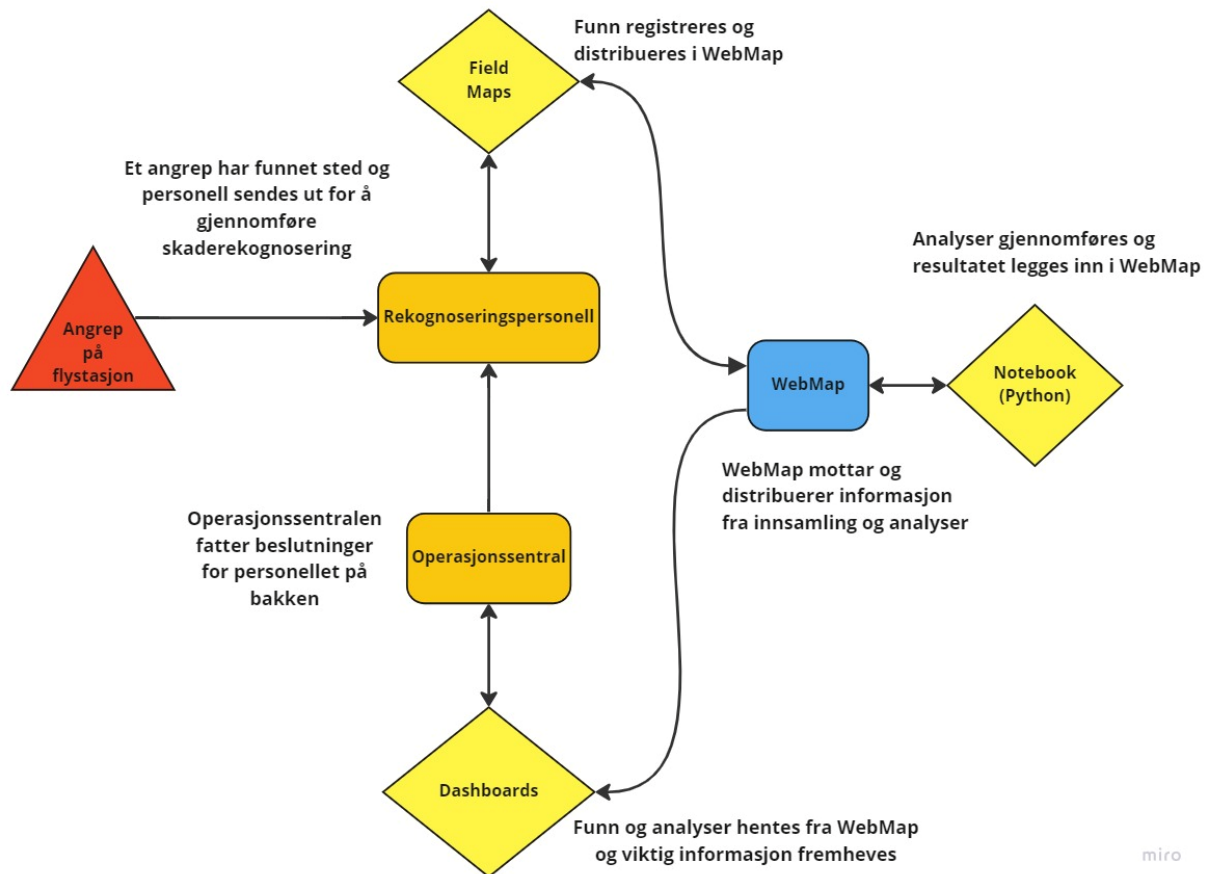 Funn registreres og
distribueres i WebMap
Field
Maps
Et angrep har funnet sted og
personell sendes ut for å
gjennomføre
skaderekognosering
Analyser gjennomføres og
resultatet legges inn i WebMap
Angrep
på
flystasjon
Rekognoseringspersonell
WebMap
Notebook
(Python)
WebMap mottar og
distribuerer informasjon
fra innsamling og analyser
Operasjonssentralen
fatter beslutninger
for personellet på
bakken
Operasjonssentral
Dashboards
Funn og analyser hentes fra WebMap
og viktig informasjon fremheves
miro